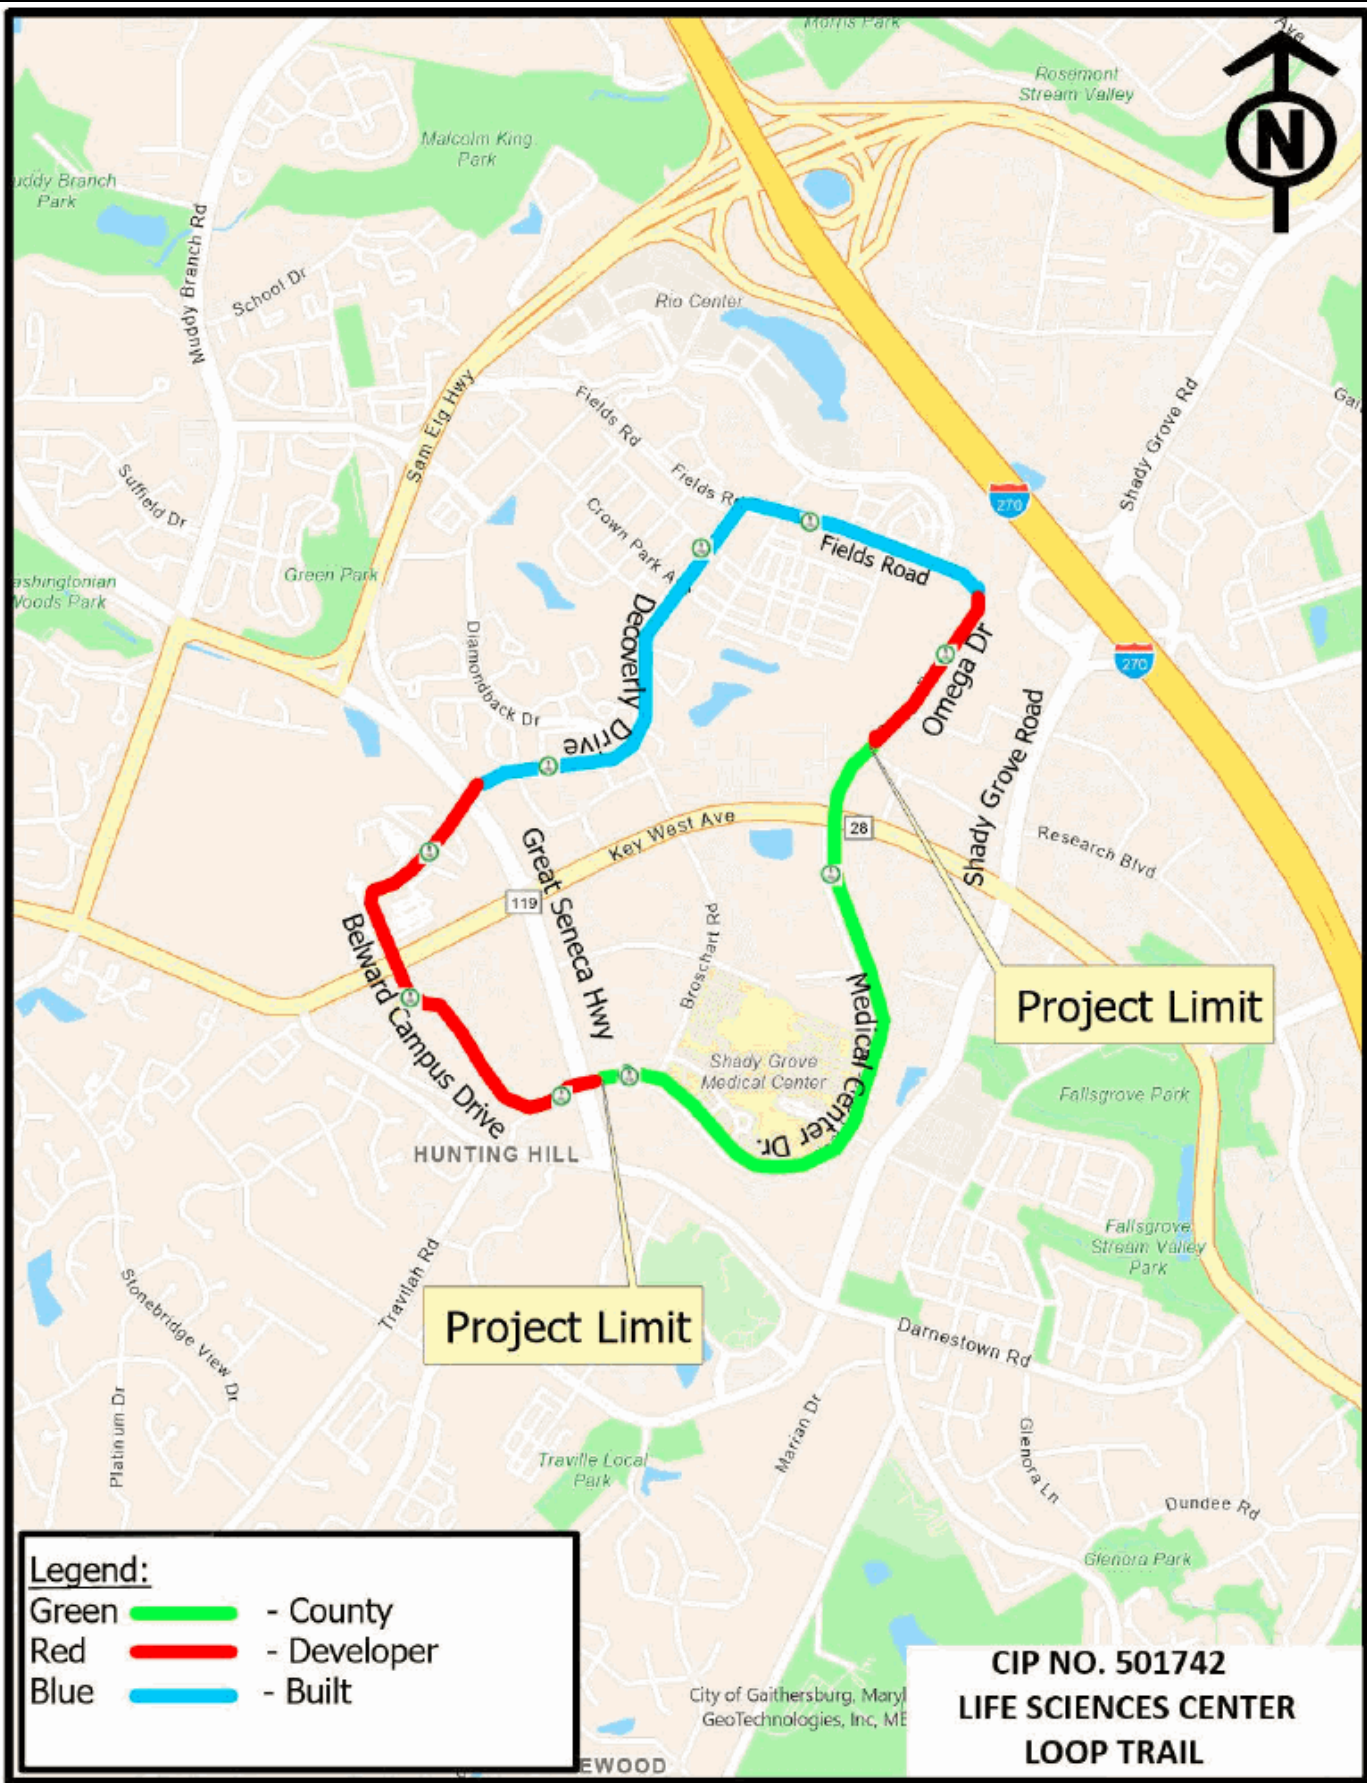 Morris Park
Ave
Rosemont
Stream Valley
N
Malcolm King
Park
uddy Branch
Park
Muddy Branch Rd
School Dr
Rio Center
Sam Eig Hwy
Fields Rd
Shady Grove Rd
Gai
Suffield Dr
Fields R
Crown Park A
270
Fields Road
ashingtonian
Woods Park
Green Park
Decoverly Drive
Diamondback Dr
Omega Dr
270
Shady Grove Road
Key West Ave
28
Research Blvd
Great Seneca Hwy
119
Belward Campus Drive
Broschart Rd
Medical Center Dr.
Project Limit
Shady Grove
Medical Center
Fallsgrove Park
HUNTING HILL
Fallsgrove
Stream Valley
Park
Travilah Rd
Stonebridge View Dr
Project Limit
Darnestown Rd
Platinum Dr
Marian Dr
Glenora Ln
Traville Local
Park
Dundee Rd
Glenora Park
Legend:
Green - County
Red - Developer
Blue - Built
City of Gaithersburg, Maryl
GeoTechnologies, Inc, ME
EWOOD
CIP NO. 501742
LIFE SCIENCES CENTER
LOOP TRAIL